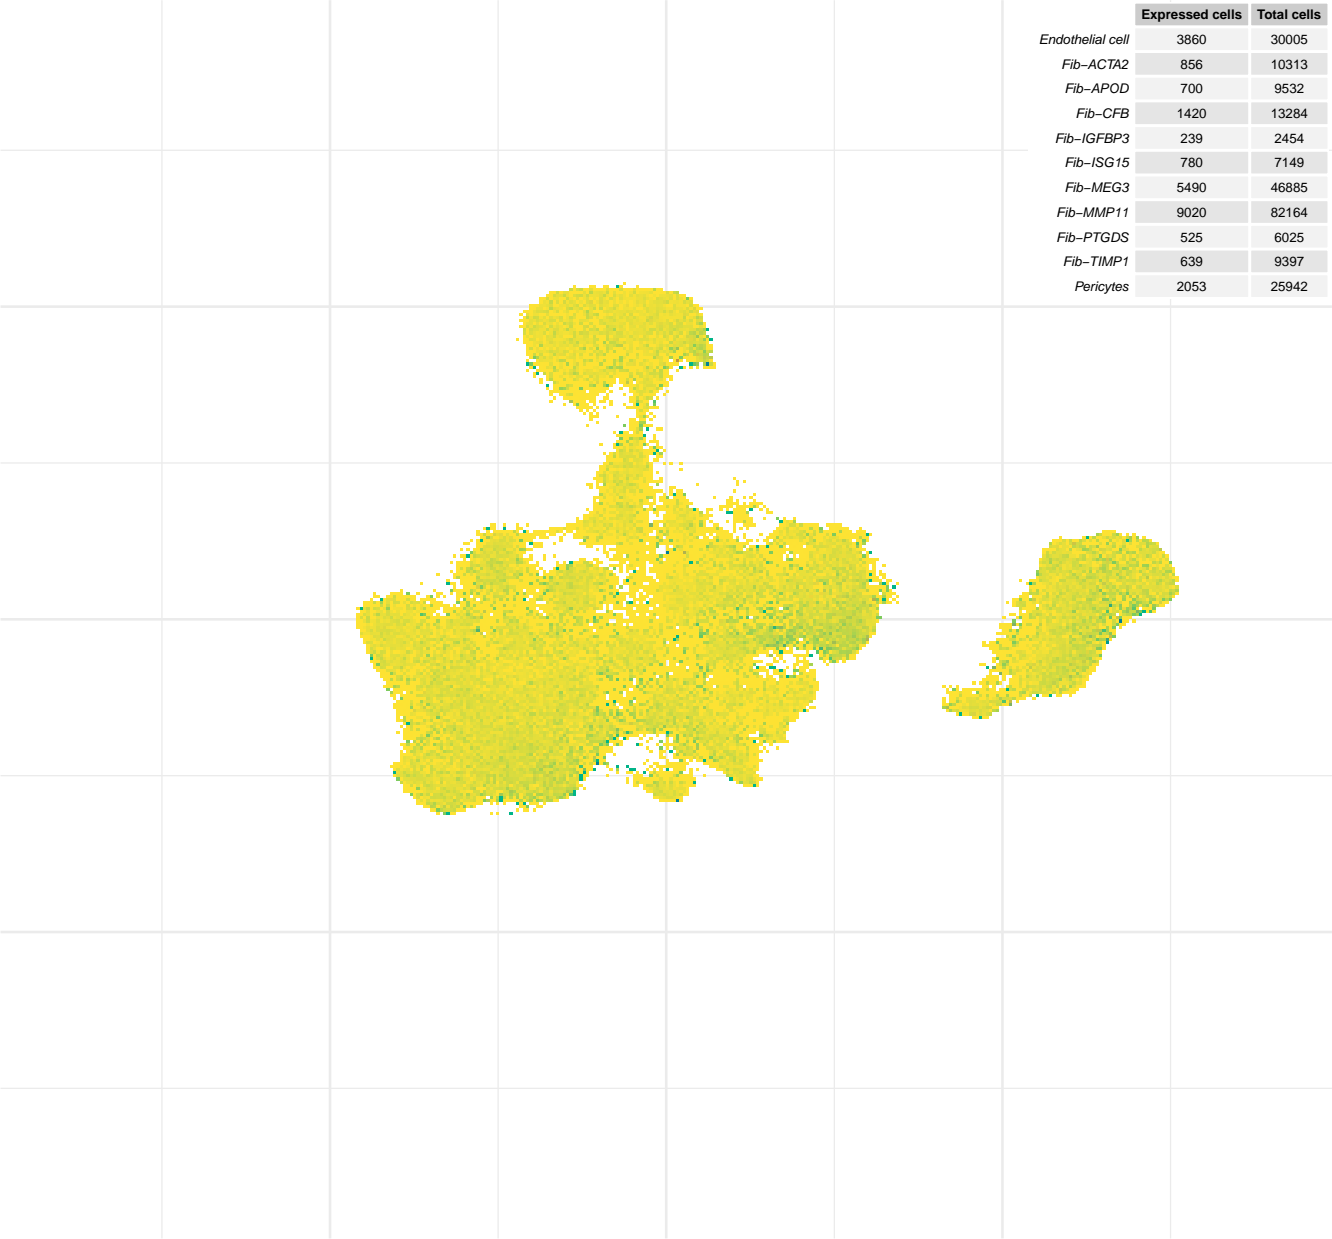 Expressed cells Total cells
Endothelial cell 3860 30005
Fib−ACTA2 856 10313
Fib−APOD 700 9532
Fib−CFB 1420 13284
Fib−IGFBP3 239 2454
Fib−ISG15 780 7149
Fib−MEG3 5490 46885
Fib−MMP11 9020 82164
Fib−PTGDS 525 6025
Fib−TIMP1 639 9397
Pericytes 2053 25942